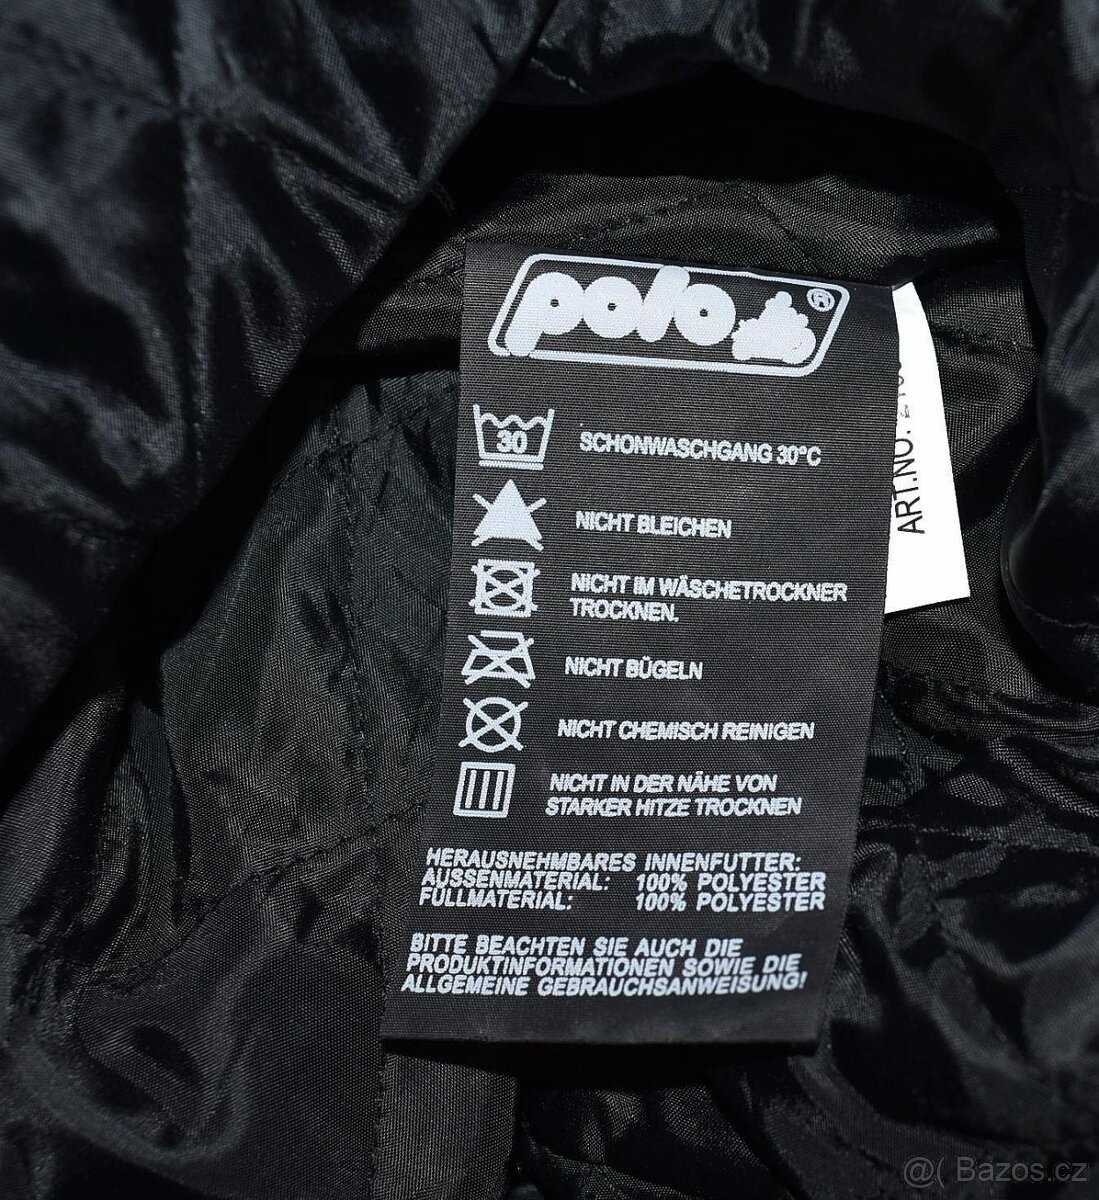 polo ®
30 SCHONWASCHGANG 30°C
NICHT BLEICHEN
NICHT IM WÄSCHETROCKNER
TROCKNEN.
NICHT BÜGELN
NICHT CHEMISCH REINIGEN
NICHT IN DER NÄHE VON
STARKER HITZE TROCKNEN
HERAUSNEHMBARES INNENFUTTER:
AUSSENMATERIAL: 100% POLYESTER
FULLMATERIAL: 100% POLYESTER
BITTE BEACHTEN SIE AUCH DIE
PRODUKTINFORMATIONEN SOWIE DIE
ALLGEMEINE GEBRAUCHSANWEISUNG!
ART.NO.
@( Bazos.cz